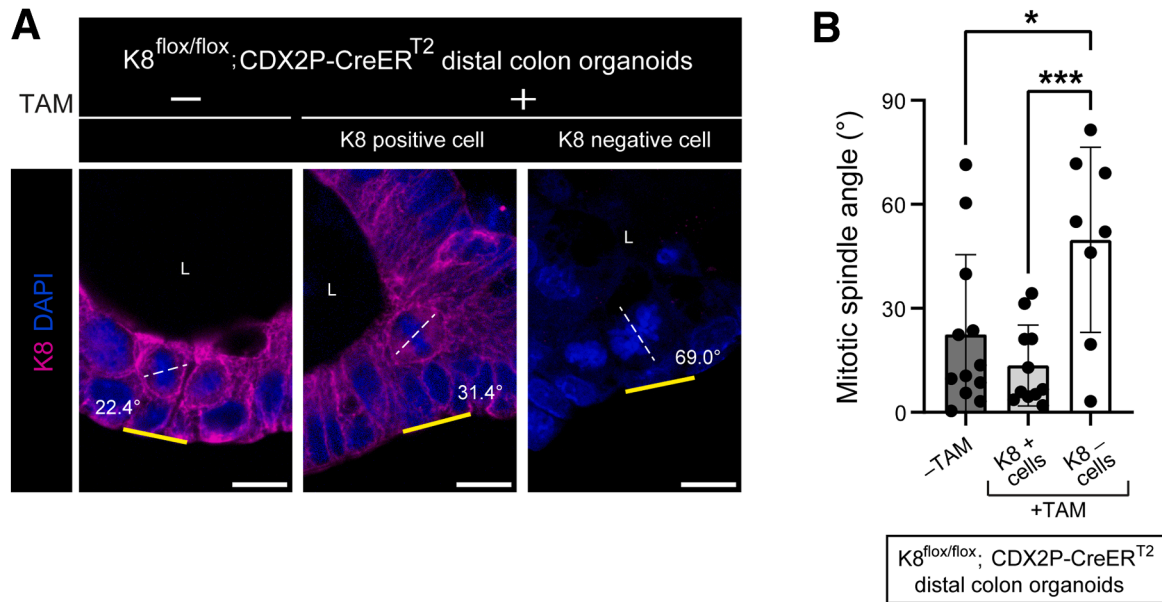 A
K8flox/flox;CDX2P-CreERT2 distal colon organoids
TAM − +
K8 positive cell K8 negative cell
K8 DAPI
L
22.4°
L
31.4°
L
69.0°
B
* 
***
Mitotic spindle angle (°)
90
60
30
0
–TAM
K8 +
cells
K8 –
cells
+TAM
K8flox/flox; CDX2P-CreERT2
distal colon organoids